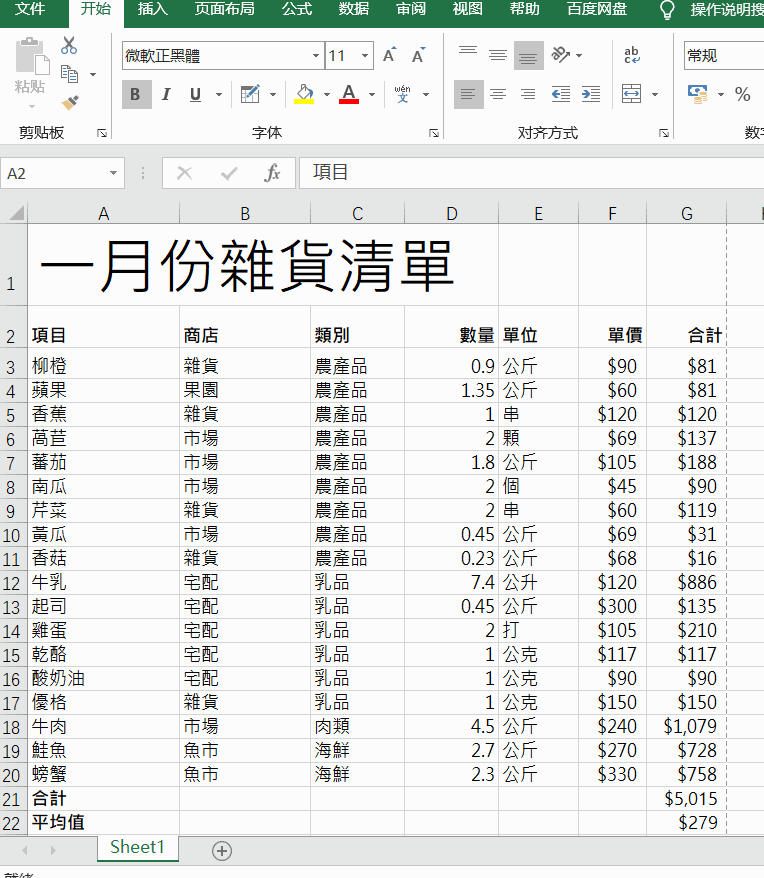 文件 开始 插入 页面布局 公式 数据 审阅 视图 帮助 百度网盘 操作说明搜
粘贴 微軟正黑體 11 A A ab c 常规
B I U A wén 文 %
剪贴板 字体 对齐方式 数字
A2 fx 項目
A B C D E F G
1 一月份雜貨清單
2 項目 商店 類別 數量 單位 單價 合計
3 柳橙 雜貨 農產品 0.9 公斤 $90 $81
4 蘋果 果園 農產品 1.35 公斤 $60 $81
5 香蕉 雜貨 農產品 1 串 $120 $120
6 萵苣 市場 農產品 2 顆 $69 $137
7 蕃茄 市場 農產品 1.8 公斤 $105 $188
8 南瓜 市場 農產品 2 個 $45 $90
9 芹菜 雜貨 農產品 2 串 $60 $119
10 黃瓜 市場 農產品 0.45 公斤 $69 $31
11 香菇 雜貨 農產品 0.23 公斤 $68 $16
12 牛乳 宅配 乳品 7.4 公升 $120 $886
13 起司 宅配 乳品 0.45 公斤 $300 $135
14 雞蛋 宅配 乳品 2 打 $105 $210
15 乾酪 宅配 乳品 1 公克 $117 $117
16 酸奶油 宅配 乳品 1 公克 $90 $90
17 優格 雜貨 乳品 1 公克 $150 $150
18 牛肉 市場 肉類 4.5 公斤 $240 $1,079
19 鮭魚 魚市 海鮮 2.7 公斤 $270 $728
20 螃蟹 魚市 海鮮 2.3 公斤 $330 $758
21 合計 $5,015
22 平均值 $279
Sheet1